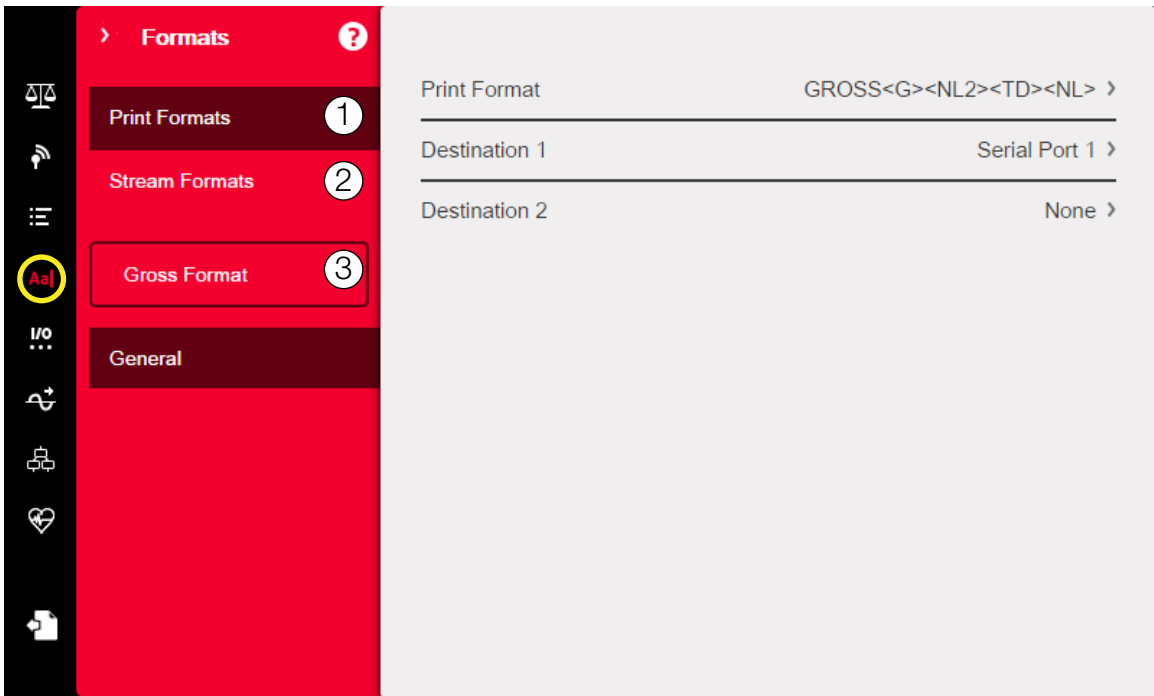 Formats
?
Print Formats
1
Stream Formats
2
Aa
Gross Format
3
I/O
General
Print Format
GROSS<G><NL2><TD><NL>
Destination 1
Serial Port 1
Destination 2
None